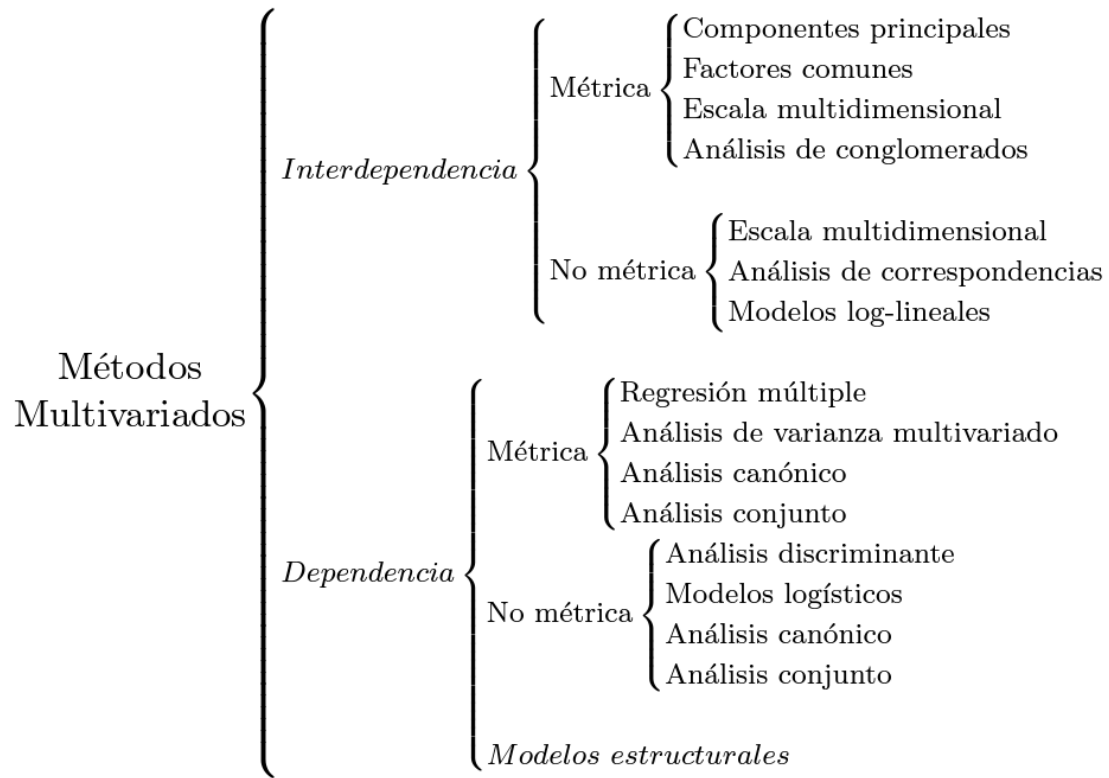 Métodos
Multivariados
Interdependencia
Métrica
Componentes principales
Factores comunes
Escala multidimensional
Análisis de conglomerados
No métrica
Escala multidimensional
Análisis de correspondencias
Modelos log-lineales
Dependencia
Métrica
Regresión múltiple
Análisis de varianza multivariado
Análisis canónico
Análisis conjunto
No métrica
Análisis discriminante
Modelos logísticos
Análisis canónico
Análisis conjunto
Modelos estructurales